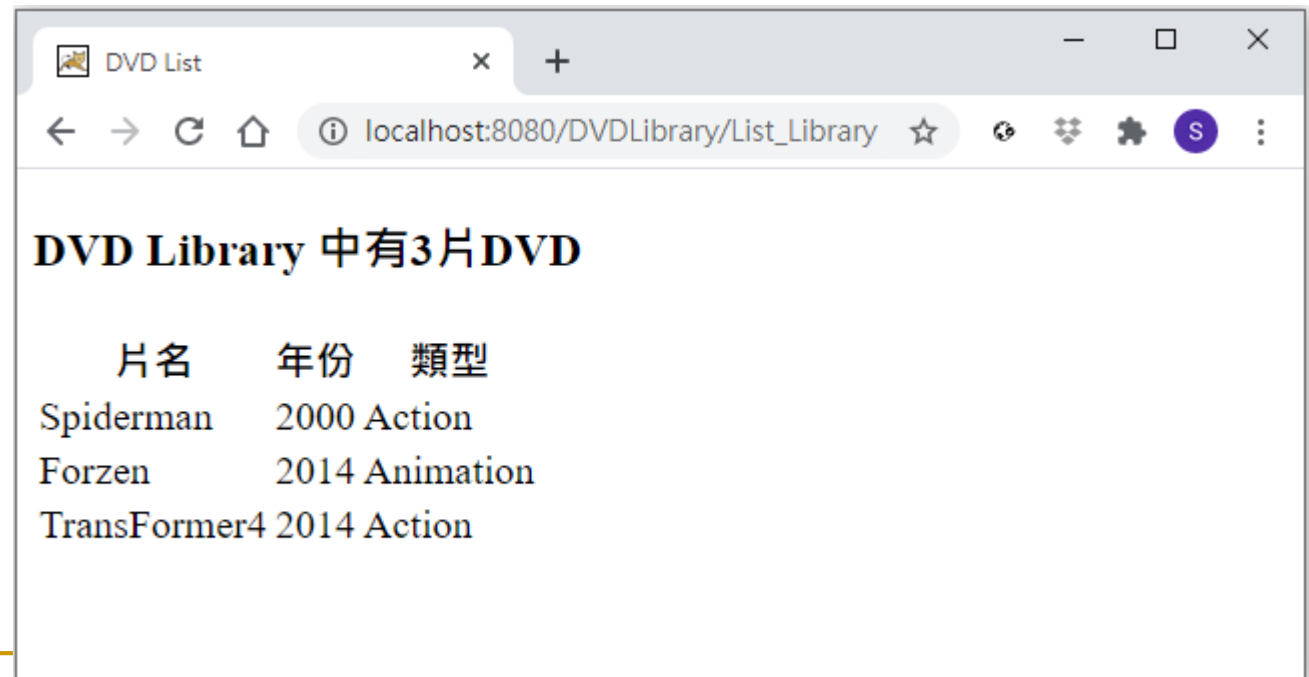 DVD List
localhost:8080/DVDLibrary/List_Library
S
DVD Library 中有3片DVD
片名 年份 類型
Spiderman 2000 Action
Forzen 2014 Animation
TransFormer4 2014 Action